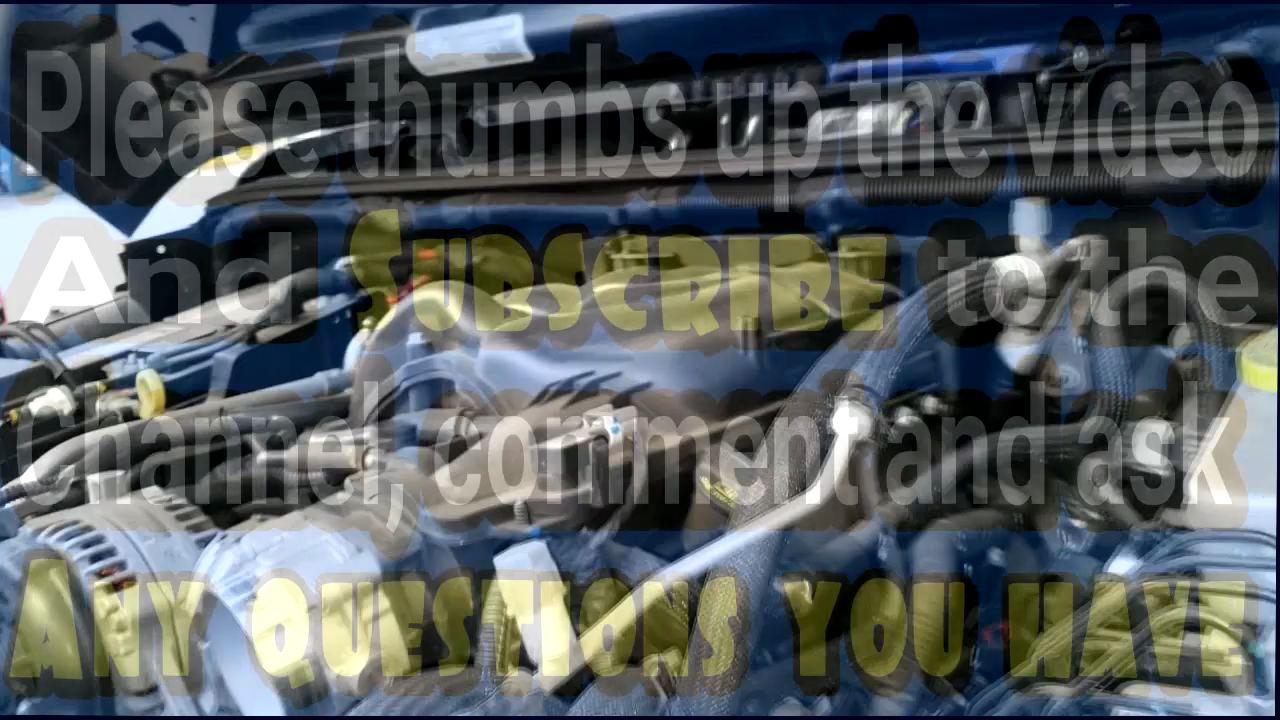 Please thumbs up the video
And Subscribe to the
Channel, comment and ask
Any questions you have